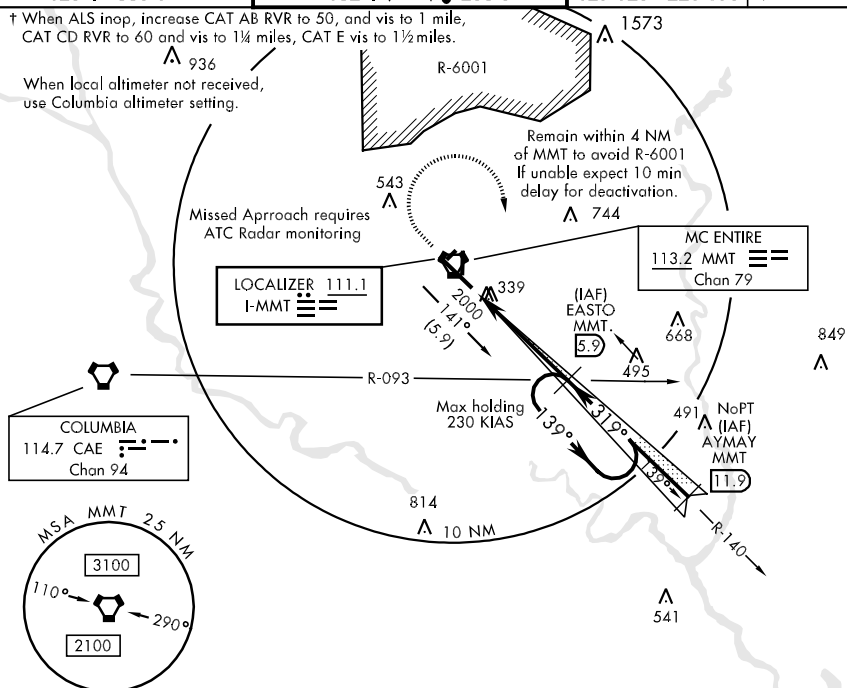 † When ALS inop, increase CAT AB RVR to 50, and vis to 1 mile,
CAT CD RVR to 60 and vis to 1¼ miles, CAT E vis to 1½ miles.
936
When local altimeter not received,
use Columbia altimeter setting.
R-6001
1573
Remain within 4 NM
of MMT to avoid R-6001
If unable expect 10 min
delay for deactivation.
543
744
Missed Aprroach requires
ATC Radar monitoring
LOCALIZER 111.1
I-MMT
MC ENTIRE
113.2 MMT
Chan 79
339
2000
141°
(5.9)
(IAF)
EASTO
MMT
5.9
668
495
849
R-093
COLUMBIA
114.7 CAE
Chan 94
Max holding
230 KIAS
139°
319°
491
NoPT
(IAF)
AYMAY
MMT
11.9
139°
R-140
814
10 NM
541
MSA MMT 25 NM
3100
110°
290°
2100